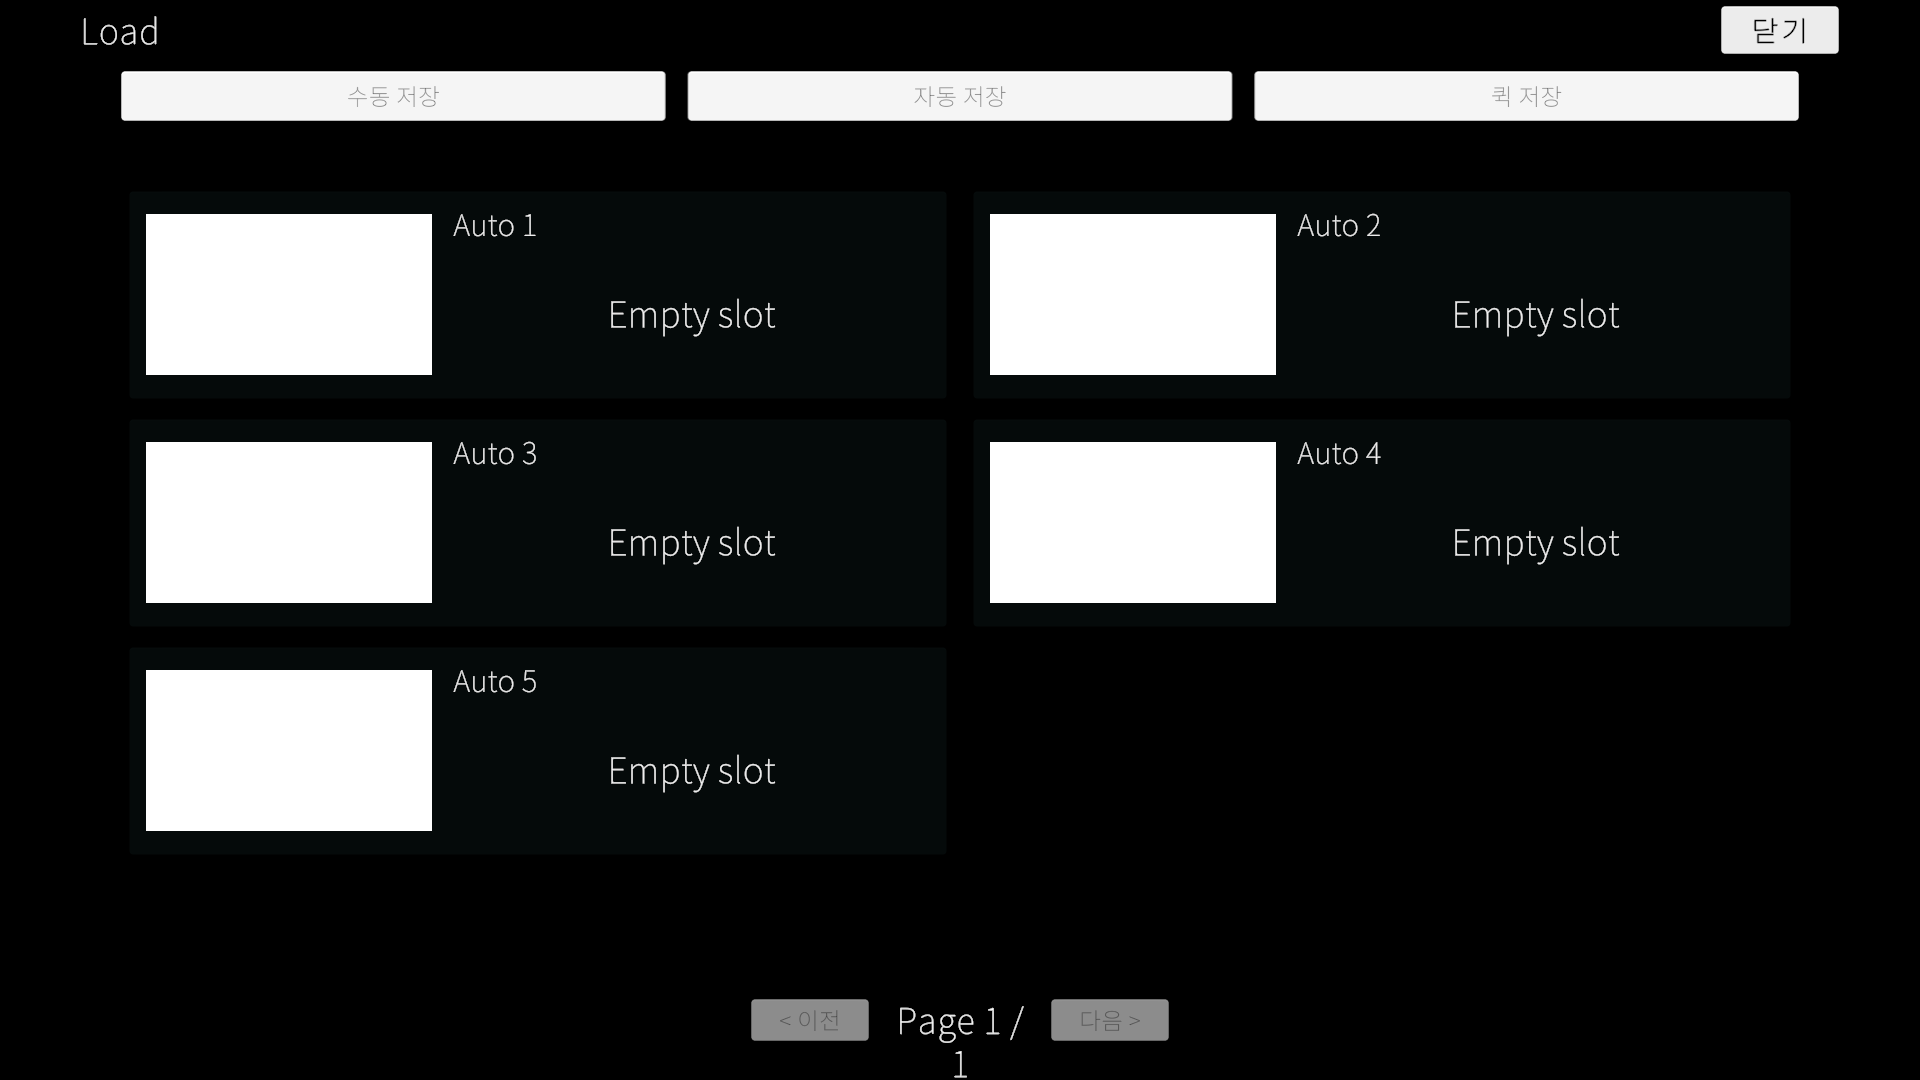 Load
닫기
수동 저장
자동 저장
퀵 저장
Auto 1
Empty slot
Auto 2
Empty slot
Auto 3
Empty slot
Auto 4
Empty slot
Auto 5
Empty slot
< 이전
Page 1 /
1
다음 >